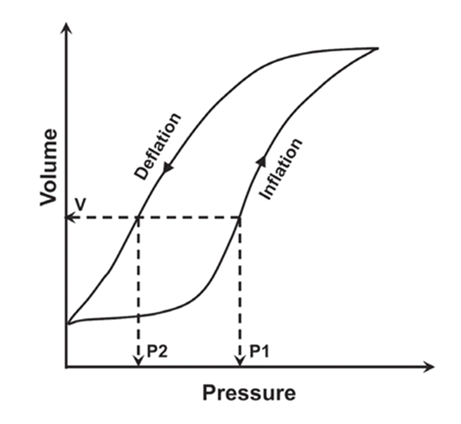 Volume
Deflation
Inflation
V
P2
P1
Pressure